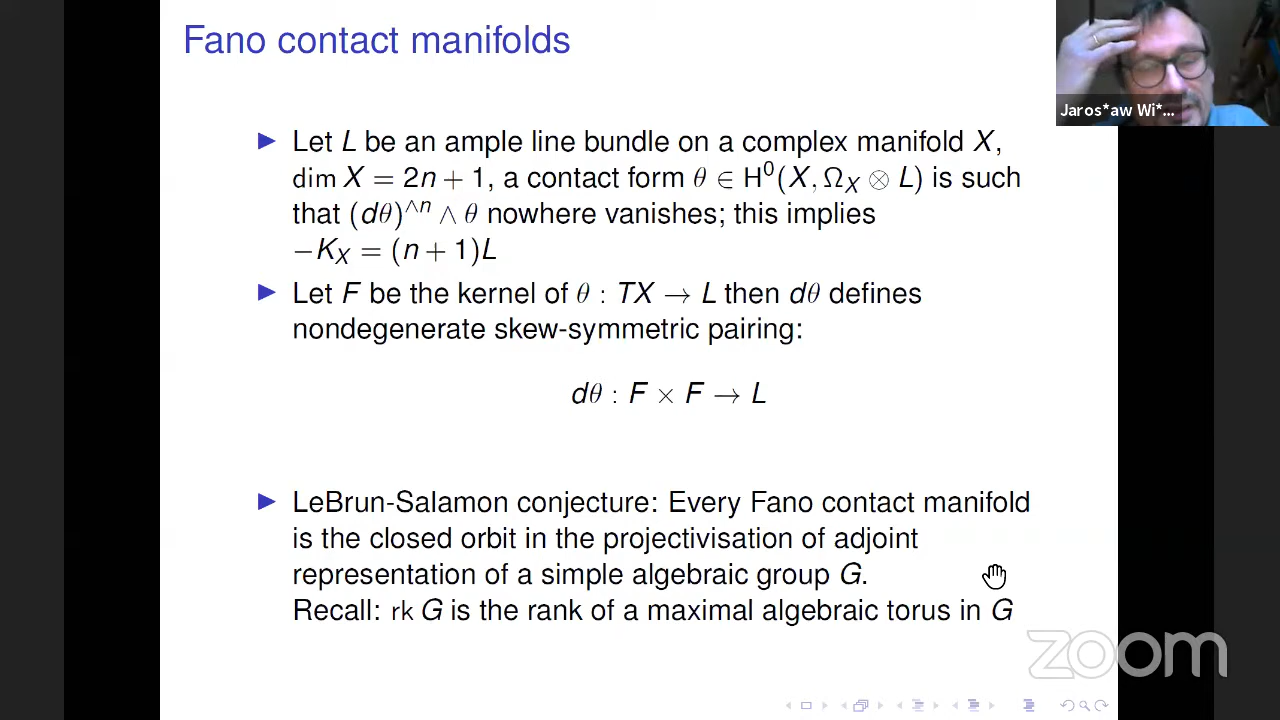 Fano contact manifolds
Jaros*aw Wi*...
▶ Let L be an ample line bundle on a complex manifold X,
dim X = 2n + 1, a contact form θ ∈ H⁰(X, Ω_X ⊗ L) is such
that (dθ)^{∧n} ∧ θ nowhere vanishes; this implies
−K_X = (n + 1)L
▶ Let F be the kernel of θ : TX → L then dθ defines
nondegenerate skew-symmetric pairing:
dθ : F × F → L
▶ LeBrun-Salamon conjecture: Every Fano contact manifold
is the closed orbit in the projectivisation of adjoint
representation of a simple algebraic group G.
Recall: rk G is the rank of a maximal algebraic torus in G
zoom